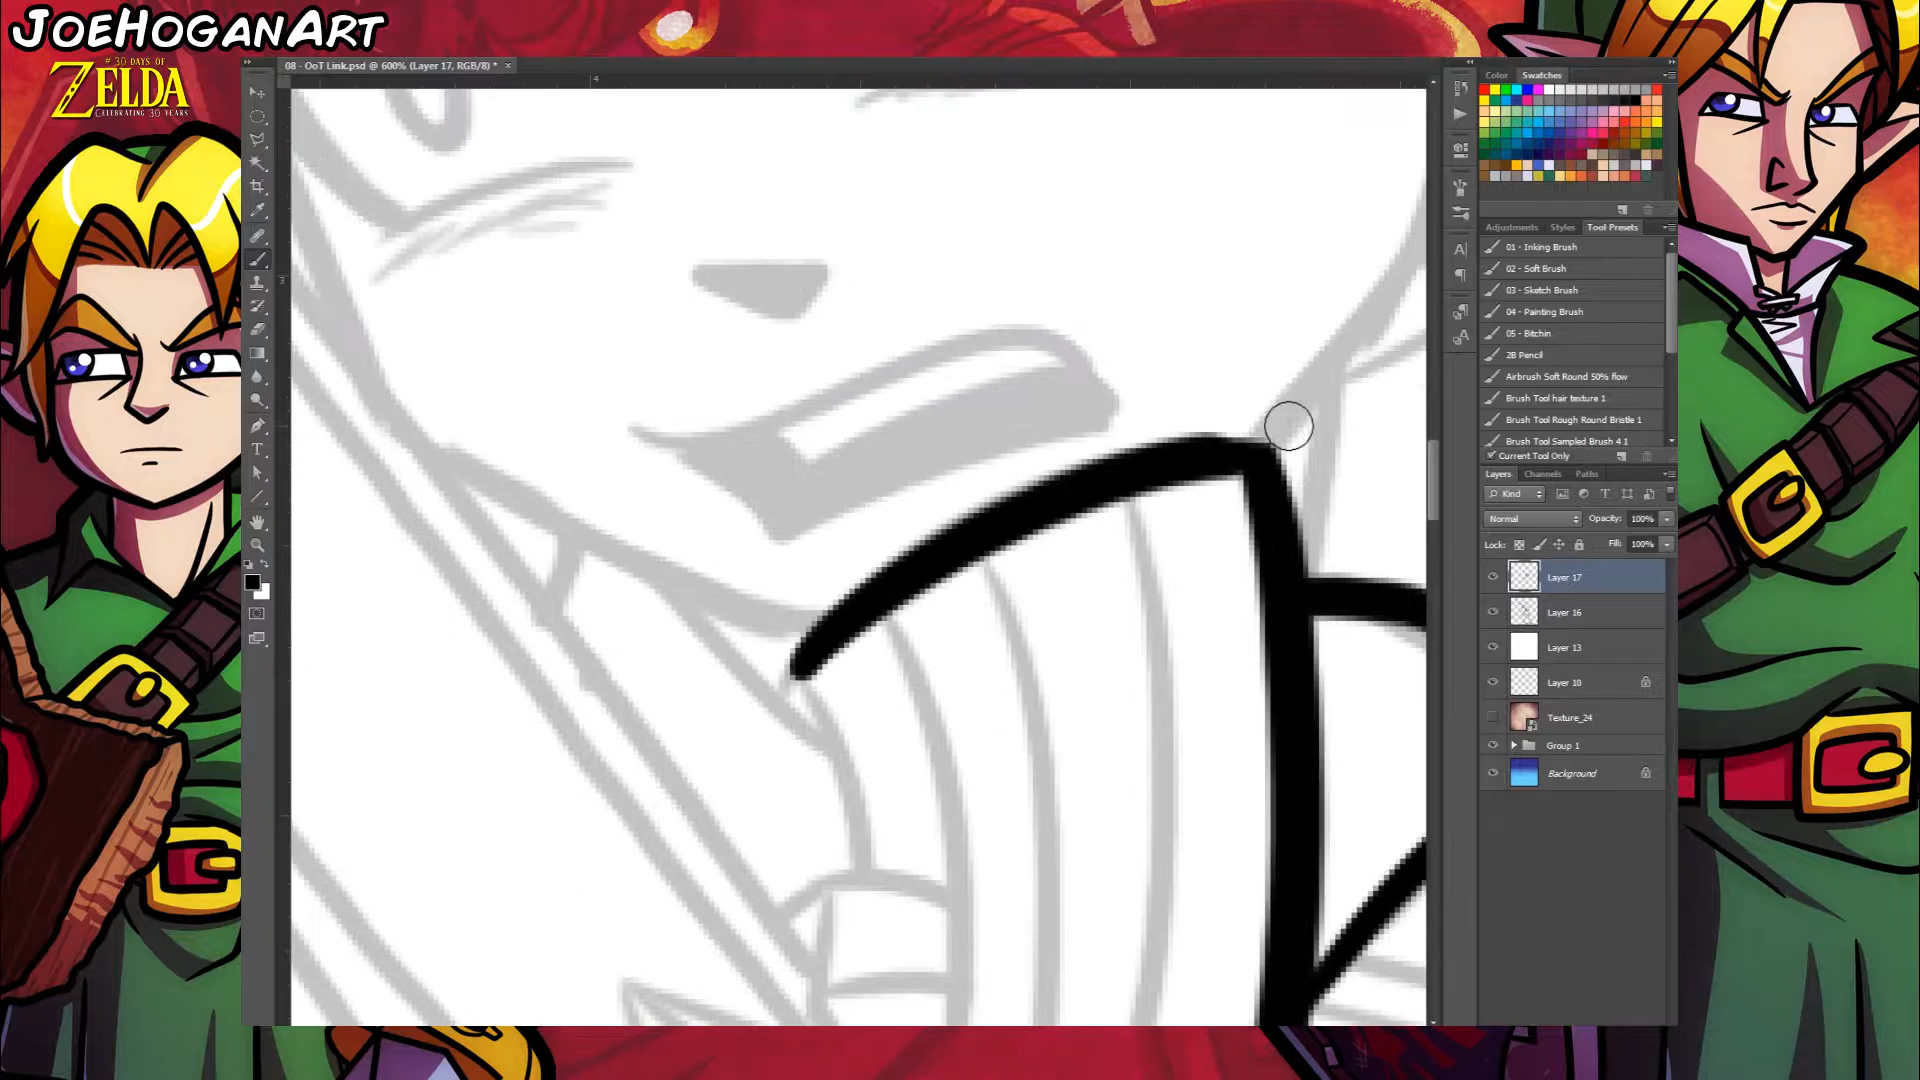 JOEHOGANART
# 30 DAYS OF
ZELDA
CELEBRATING 30 YEARS
08 - OoT Link.psd @ 600% (Layer 17, RGB/8) *
4
3
Color Swatches
Adjustments Styles Tool Presets
01 - Inking Brush
02 - Soft Brush
03 - Sketch Brush
04 - Painting Brush
05 - Bitchin
2B Pencil
Airbrush Soft Round 50% flow
Brush Tool hair texture 1
Brush Tool Rough Round Bristle 1
Brush Tool Sampled Brush 4 1
Current Tool Only
Layers Channels Paths
Kind
Normal Opacity: 100%
Lock: Fill: 100%
Layer 17
Layer 16
Layer 13
Layer 10
Texture_24
Group 1
Background